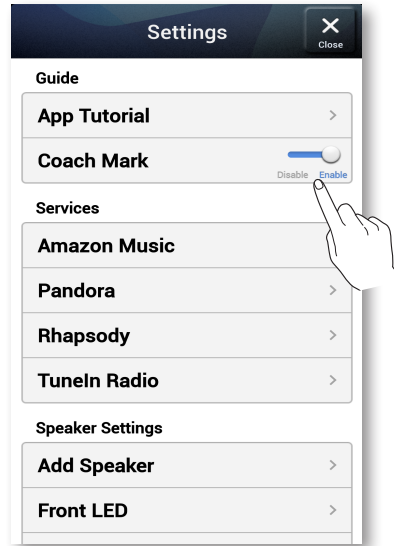 Settings
Close
Guide
App Tutorial
Coach Mark
Disable Enable
Services
Amazon Music
Pandora
Rhapsody
TuneIn Radio
Speaker Settings
Add Speaker
Front LED